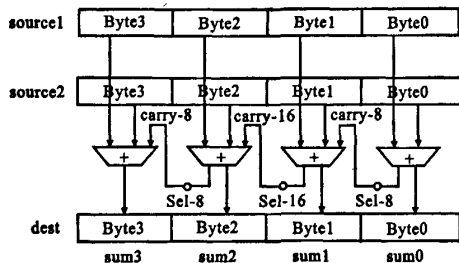 source1 Byte3 Byte2 Byte1 Byte0
source2 Byte3 Byte2 Byte1 Byte0
carry-8 carry-16 carry-8
+ + + +
Sel-8 Sel-16 Sel-8
dest Byte3 Byte2 Byte1 Byte0
sum3 sum2 sum1 sum0